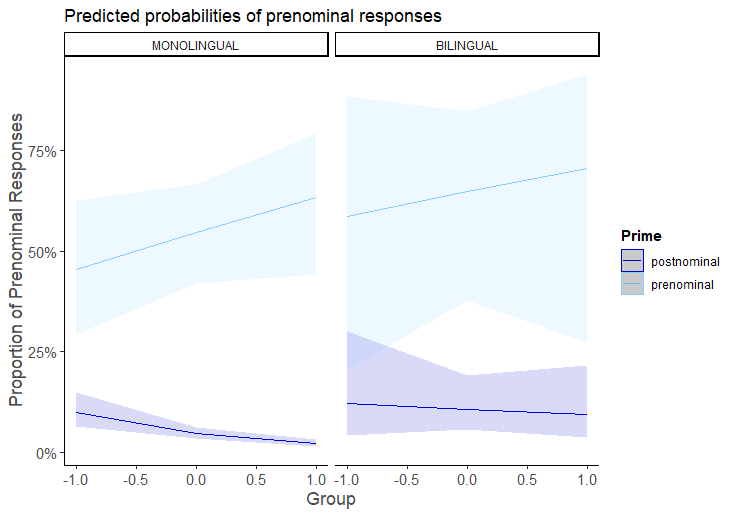 Predicted probabilities of prenominal responses
MONOLINGUAL
BILINGUAL
Proportion of Prenominal Responses
75%
50%
25%
0%
-1.0 -0.5 0.0 0.5 1.0
-1.0 -0.5 0.0 0.5 1.0
Group
Prime
postnominal
prenominal